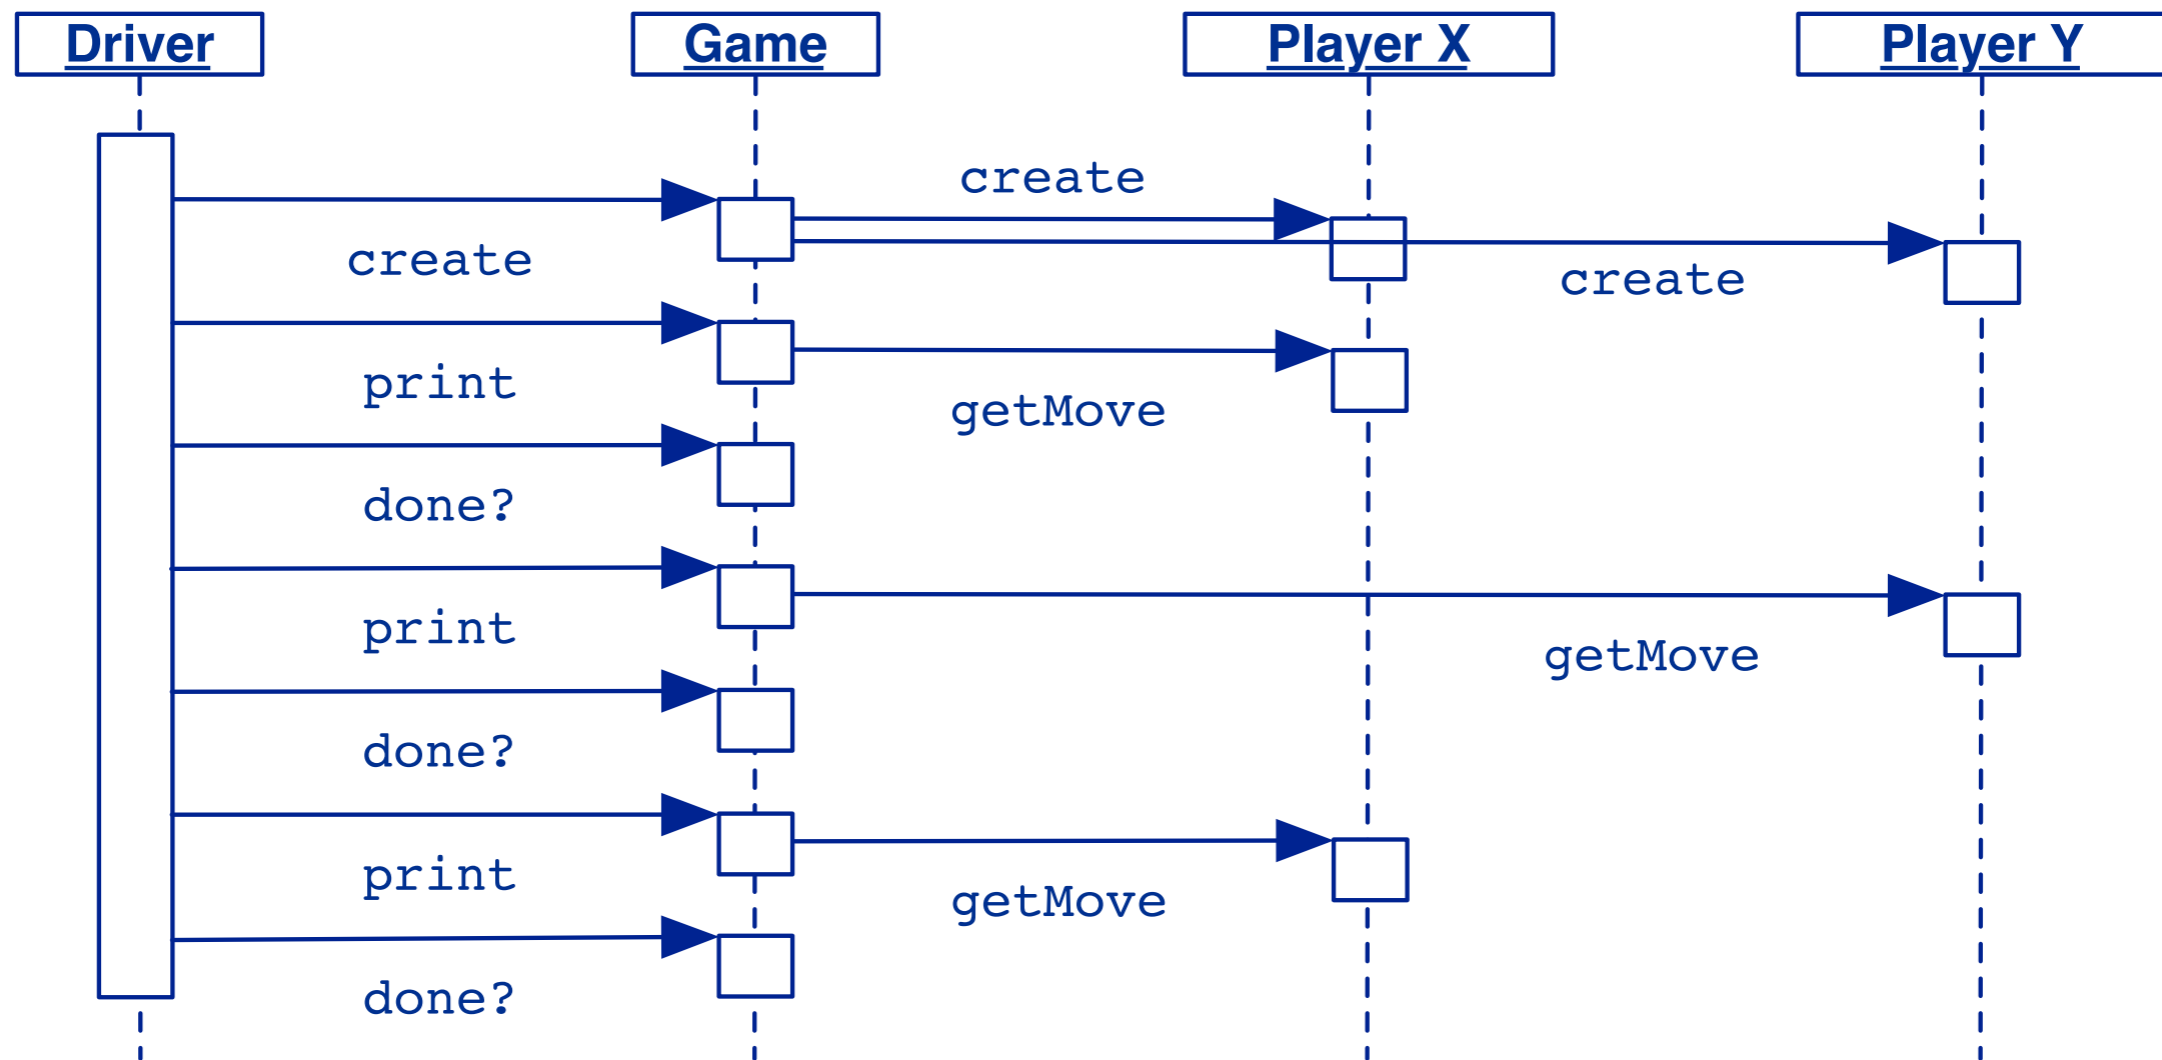 Driver
Game
Player X
Player Y
create
create
create
print
getMove
done?
print
getMove
done?
print
getMove
done?